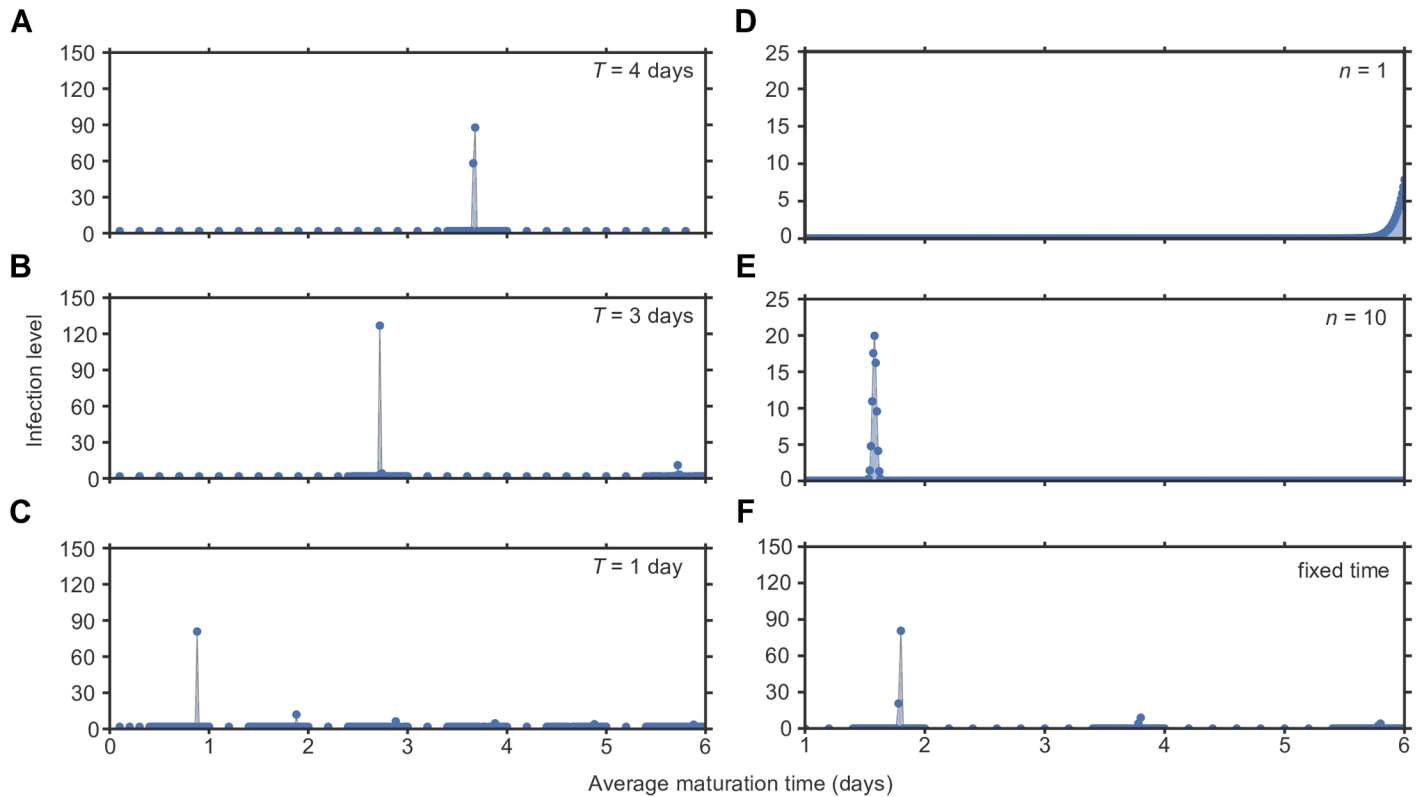 A
150
120
90
60
30
0
T = 4 days
B
150
120
90
60
30
0
T = 3 days
C
150
120
90
60
30
0
T = 1 day
0 1 2 3 4 5 6
Infection level
D
25
20
15
10
5
0
n = 1
E
25
20
15
10
5
0
n = 10
F
150
120
90
60
30
0
fixed time
1 2 3 4 5 6
Average maturation time (days)